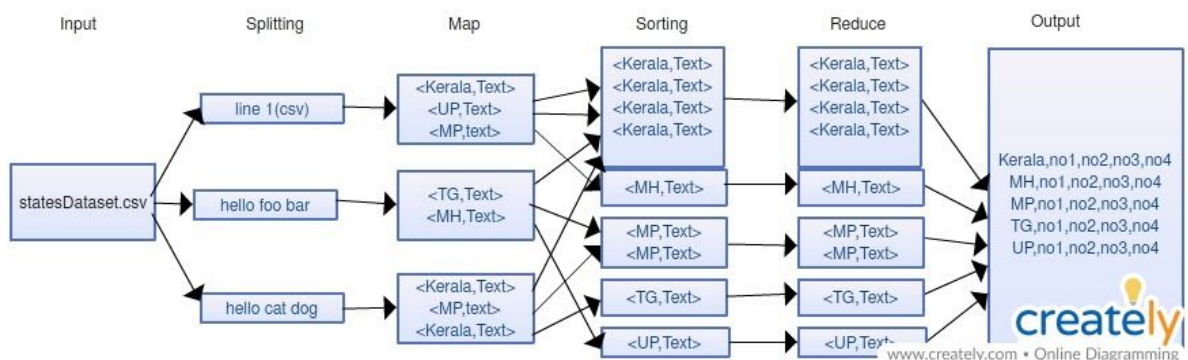 Input
Splitting
Map
Sorting
Reduce
Output
statesDataset.csv
line 1(csv)
hello foo bar
hello cat dog
<Kerala,Text>
<UP,Text>
<MP,text>
<TG,Text>
<MH,Text>
<Kerala,Text>
<MP,text>
<Kerala,Text>
<Kerala,Text>
<Kerala,Text>
<Kerala,Text>
<Kerala,Text>
<MH,Text>
<MP,Text>
<MP,Text>
<TG,Text>
<UP,Text>
<Kerala,Text>
<Kerala,Text>
<Kerala,Text>
<Kerala,Text>
<MH,Text>
<MP,Text>
<MP,Text>
<TG,Text>
<UP,Text>
Kerala,no1,no2,no3,no4
MH,no1,no2,no3,no4
MP,no1,no2,no3,no4
TG,no1,no2,no3,no4
UP,no1,no2,no3,no4
creately
www.creately.com • Online Diagramming